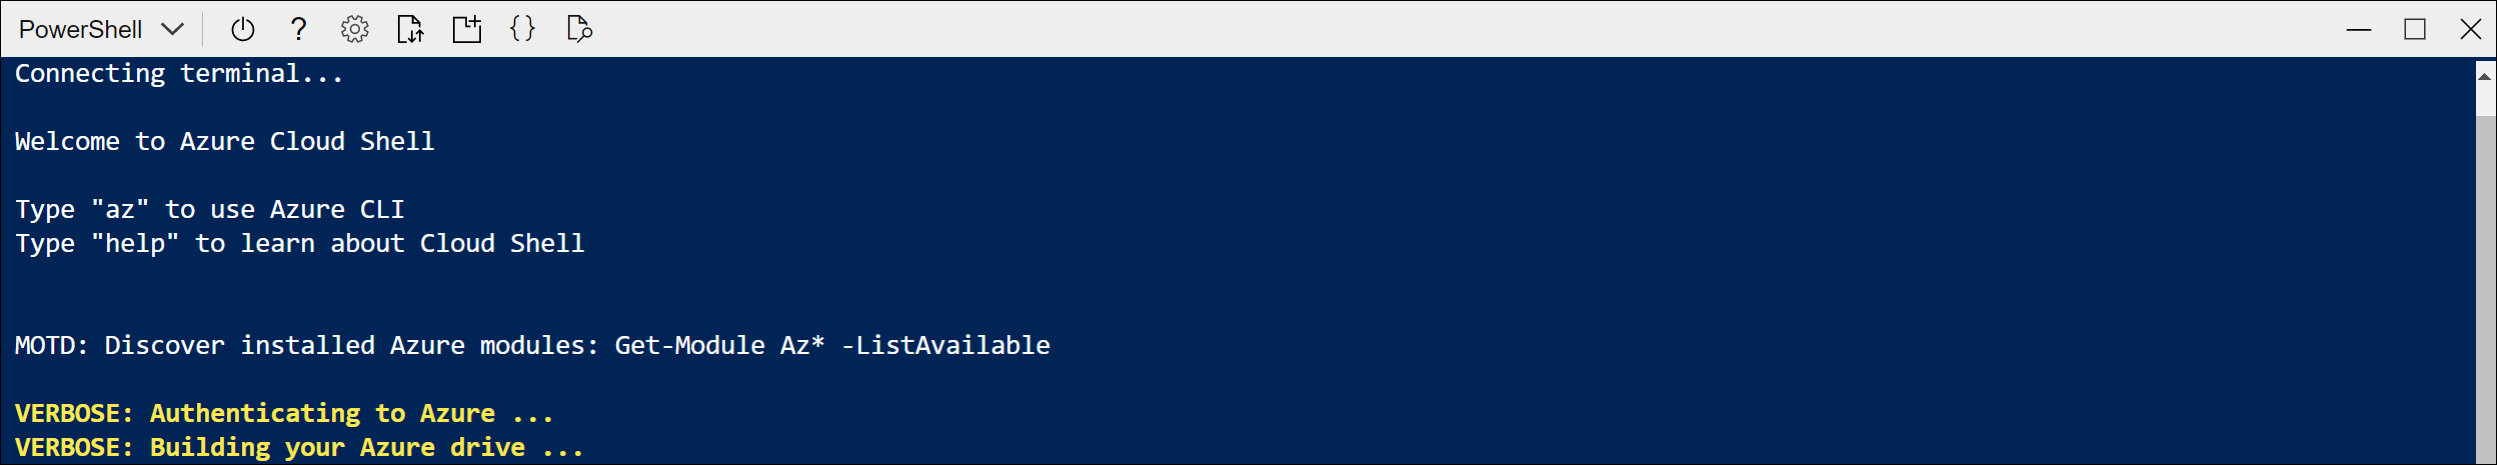 PowerShell
Connecting terminal...
Welcome to Azure Cloud Shell
Type "az" to use Azure CLI
Type "help" to learn about Cloud Shell
MOTD: Discover installed Azure modules: Get-Module Az* -ListAvailable
VERBOSE: Authenticating to Azure ...
VERBOSE: Building your Azure drive ...